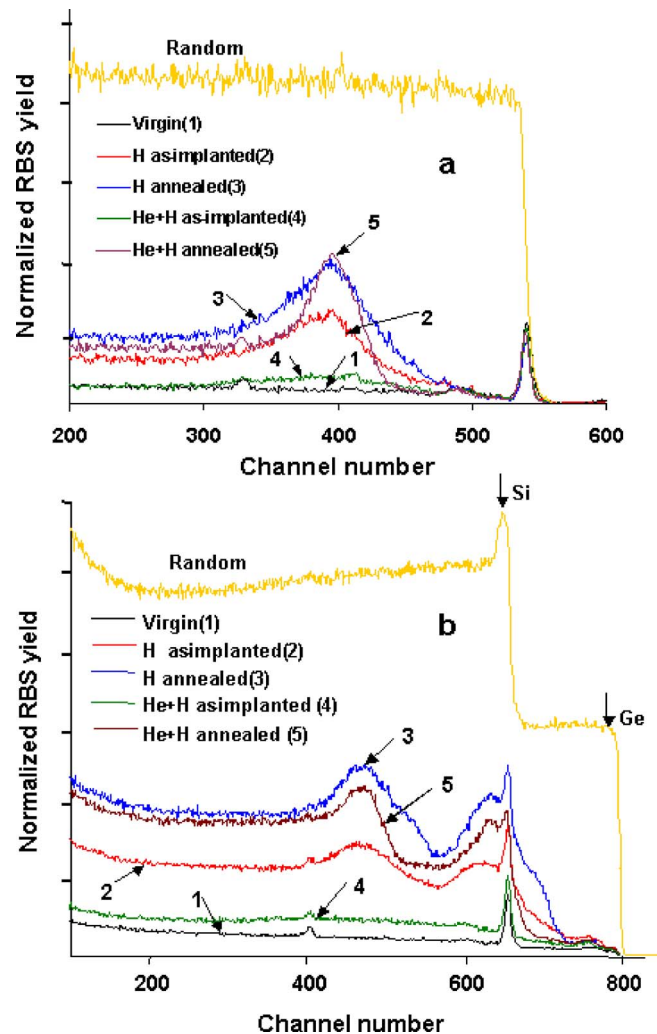 Random
Virgin(1)
H as-implanted(2)
H annealed(3)
He+H as-implanted(4)
He+H annealed(5)
a
5
3
2
4
1
Normalized RBS yield
200
300
400
500
600
Channel number
Si
Random
Ge
Virgin(1)
H asimplanted(2)
H annealed(3)
He+H asimplanted (4)
He+H annealed (5)
b
3
5
2
1
4
Normalized RBS yield
200
400
600
800
Channel number